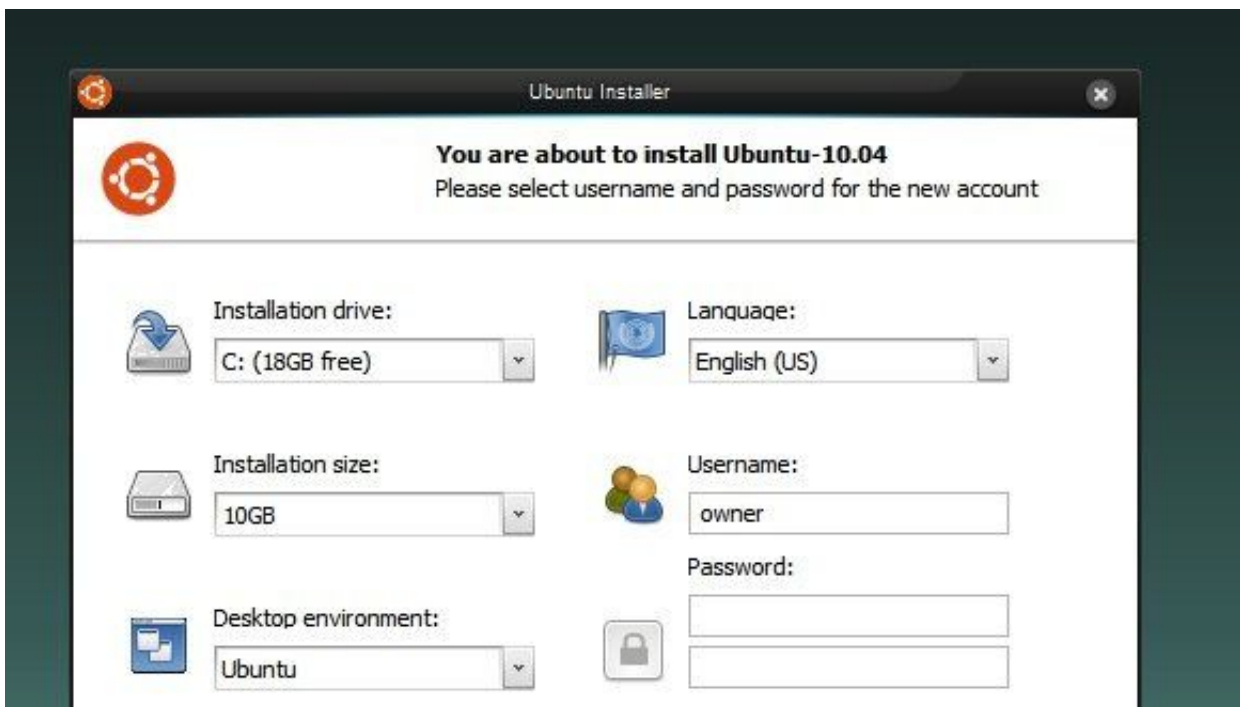 Ubuntu Installer
You are about to install Ubuntu-10.04
Please select username and password for the new account
Installation drive:
C: (18GB free)
Language:
English (US)
Installation size:
10GB
Username:
owner
Password:
Desktop environment:
Ubuntu